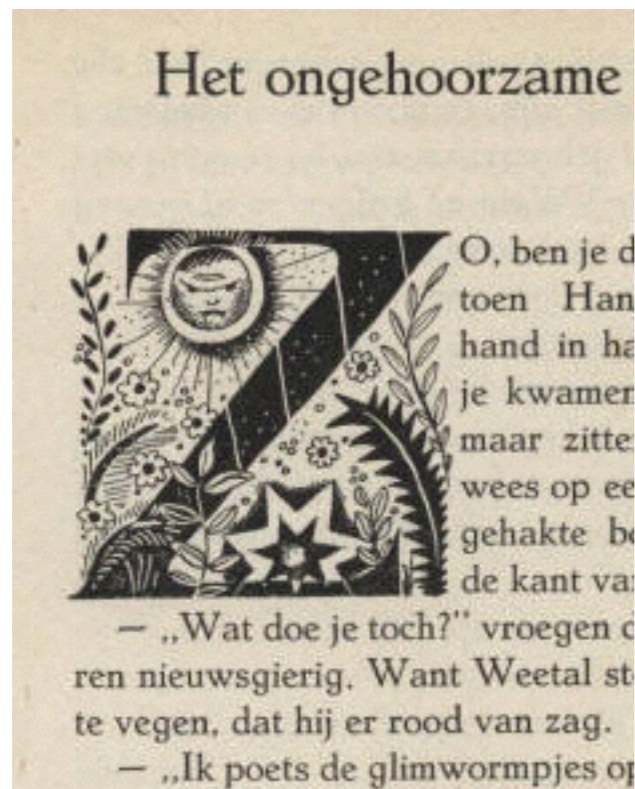 Het ongehoorzame
ZO, ben je d
toen Han
hand in ha
je kwamen
maar zitte
wees op ee
gehakte be
de kant va
— „Wat doe je toch?" vroegen d
ren nieuwsgierig. Want Weetal st
te vegen, dat hij er rood van zag.
— „Ik poets de glimwormpjes op